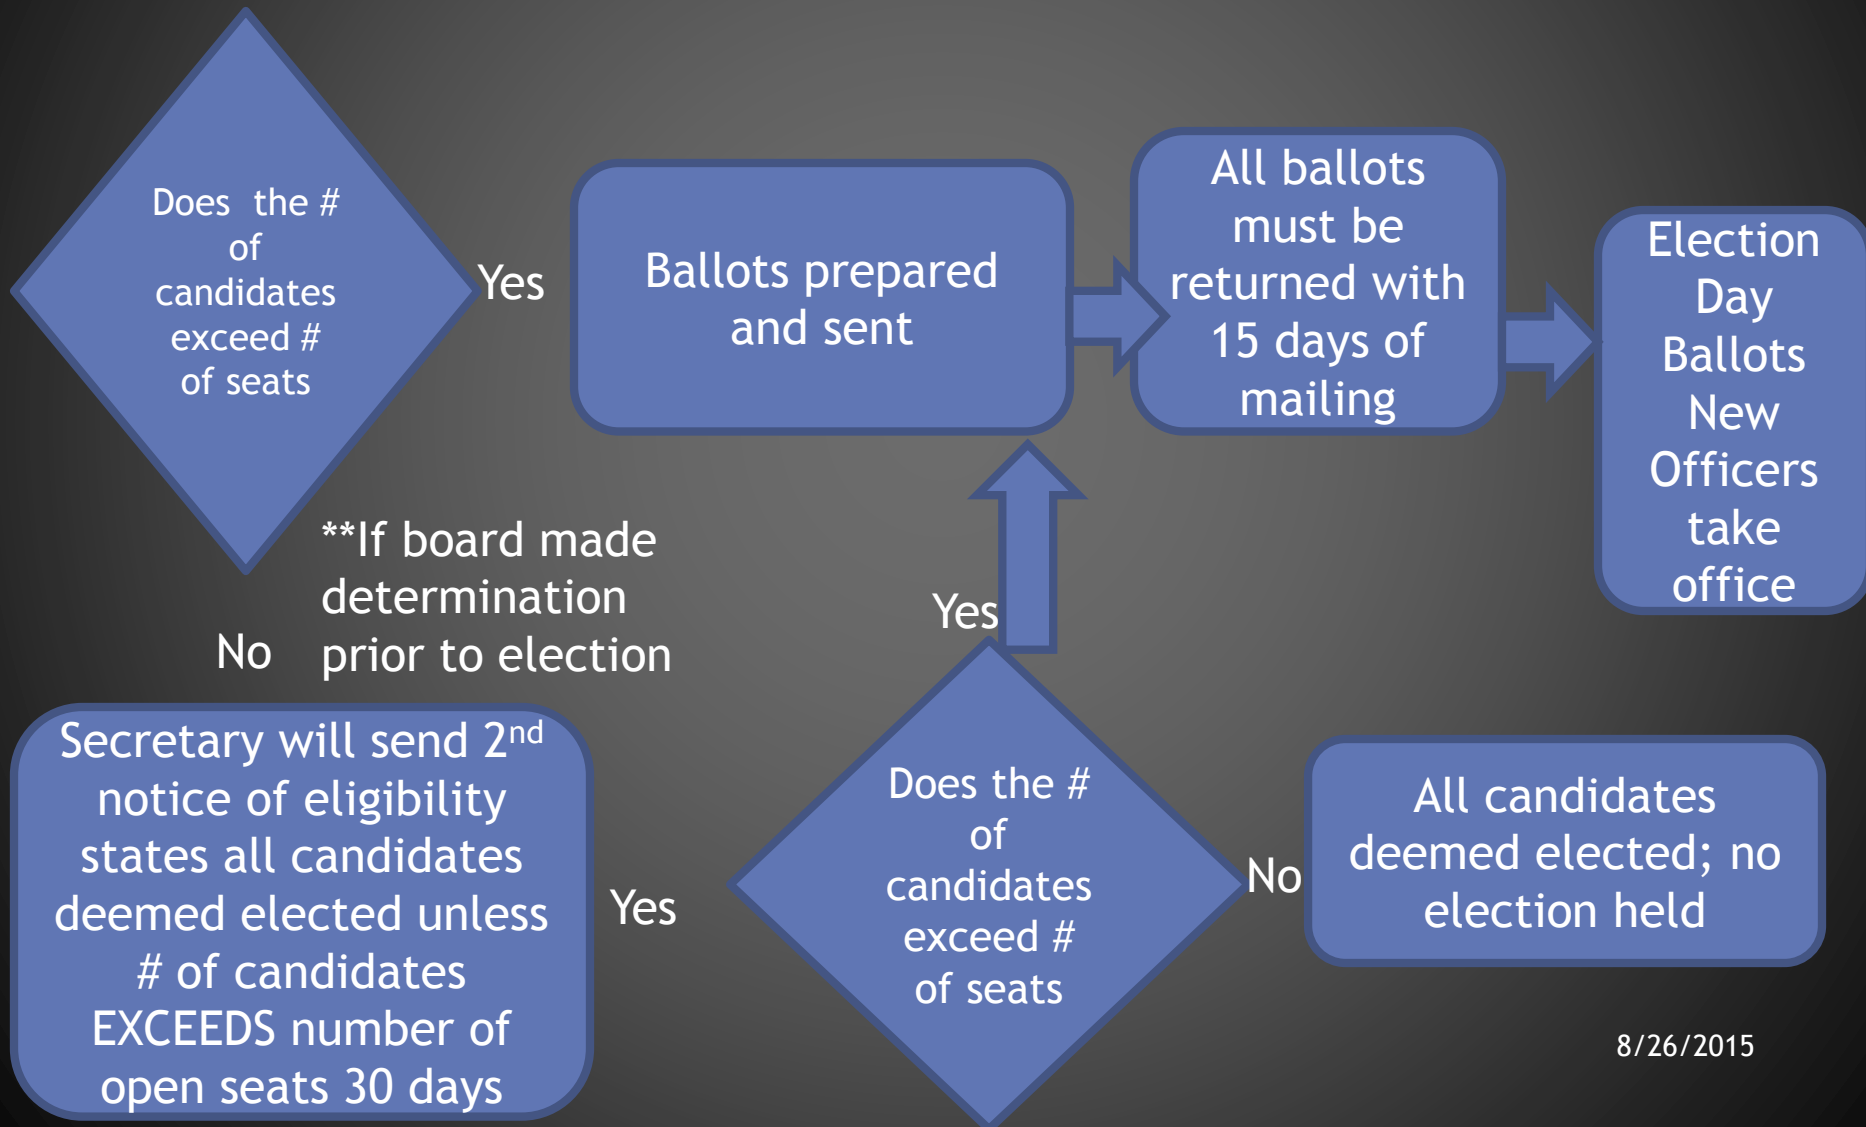 Does the #
of
candidates
exceed #
of seats
Yes
Ballots prepared
and sent
All ballots
must be
returned with
15 days of
mailing
Election
Day
Ballots
New
Officers
take
office
**If board made
determination
prior to election
No
Yes
Secretary will send 2nd
notice of eligibility
states all candidates
deemed elected unless
# of candidates
EXCEEDS number of
open seats 30 days
Yes
Does the #
of
candidates
exceed #
of seats
No
All candidates
deemed elected; no
election held
8/26/2015